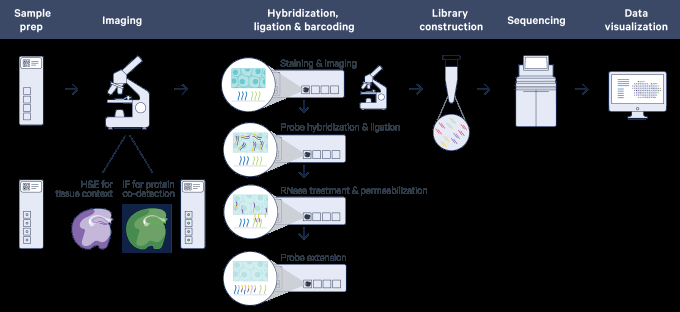 Sample
prep
Imaging
Hybridization,
ligation & barcoding
Library
construction
Sequencing
Data
visualization
Staining & imaging
Probe hybridization & ligation
H&E for
tissue context
IF for protein
co-detection
RNase treatment & permeabilization
Probe extension